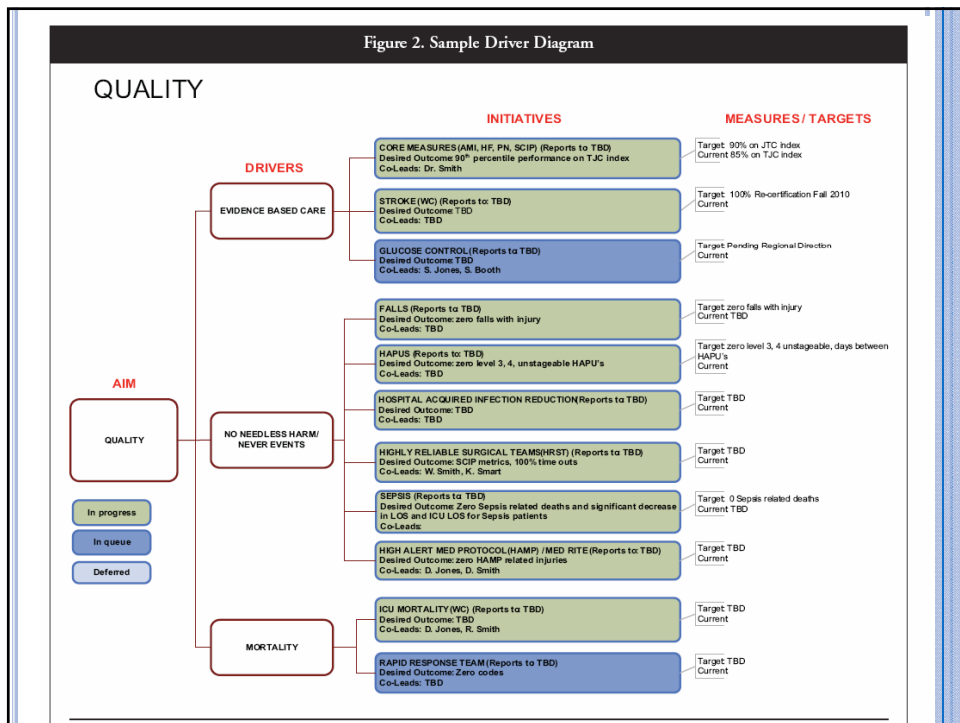 Figure 2. Sample Driver Diagram
QUALITY
AIM
QUALITY
In progress
In queue
Deferred
DRIVERS
EVIDENCE BASED CARE
NO NEEDLESS HARM/
NEVER EVENTS
MORTALITY
INITIATIVES
CORE MEASURES (AMI, HF, PN, SCIP) (Reports to TBD)
Desired Outcome: 90th percentile performance on TJC index
Co-Leads: Dr. Smith
STROKE (WC) (Reports to: TBD)
Desired Outcome: TBD
Co-Leads: TBD
GLUCOSE CONTROL (Reports to: TBD)
Desired Outcome: TBD
Co-Leads: S. Jones, S. Booth
FALLS (Reports to: TBD)
Desired Outcome: zero falls with injury
Co-Leads: TBD
HAPUS (Reports to: TBD)
Desired Outcome: zero level 3, 4, unstageable HAPU's
Co-Leads: TBD
HOSPITAL ACQUIRED INFECTION REDUCTION (Reports to: TBD)
Desired Outcome: TBD
Co-Leads: TBD
HIGHLY RELIABLE SURGICAL TEAMS (HRST) (Reports to: TBD)
Desired Outcome: SCIP metrics, 100% time outs
Co-Leads: W. Smith, K. Smart
SEPSIS (Reports to: TBD)
Desired Outcome: Zero Sepsis related deaths and significant decrease
in LOS and ICU LOS for Sepsis patients
Co-Leads:
HIGH ALERT MED PROTOCOL (HAMP) / MED RITE (Reports to: TBD)
Desired Outcome: zero HAMP related injuries
Co-Leads: D. Jones, D. Smith
ICU MORTALITY (WC) (Reports to: TBD)
Desired Outcome: TBD
Co-Leads: D. Jones, R. Smith
RAPID RESPONSE TEAM (Reports to: TBD)
Desired Outcome: Zero codes
Co-Leads: TBD
MEASURES / TARGETS
Target: 90% on JTC Index
Current 85% on TJC index
Target: 100% Re-certification Fall 2010
Current
Target: Pending Regional Direction
Current
Target: zero falls with injury
Current TBD
Target: zero level 3, 4 unstageable, days between
HAPU's
Current
Target: TBD
Current
Target: 0 Sepsis related deaths
Current TBD
Target: TBD
Current
Target: TBD
Current
Target: TBD
Current